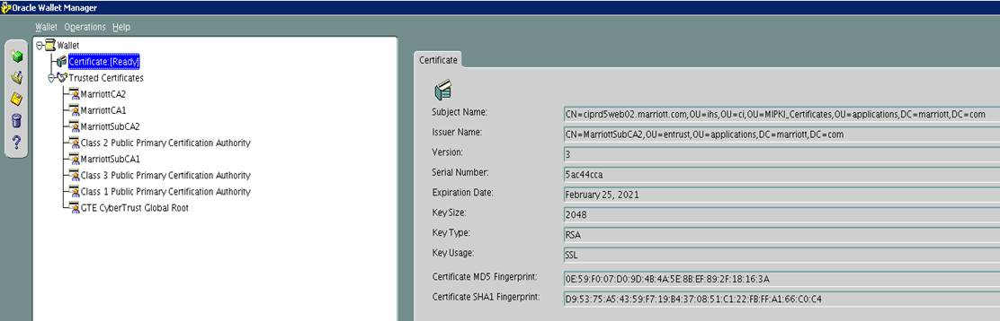 Oracle Wallet Manager
Wallet Operations Help
Wallet
Certificate:[Ready]
Trusted Certificates
MarriottCA2
MarriottCA1
MarriottSubCA2
Class 2 Public Primary Certification Authority
MarriottSubCA1
Class 3 Public Primary Certification Authority
Class 1 Public Primary Certification Authority
GTE CyberTrust Global Root
Certificate
Subject Name: CN=ciprd5web02.marriott.com,OU=ihs,OU=ci,OU=MIPKI_Certificates,OU=applications,DC=marriott,DC=com
Issuer Name: CN=MarriottSubCA2,OU=entrust,OU=applications,DC=marriott,DC=com
Version: 3
Serial Number: 5ac44cca
Expiration Date: February 25, 2021
Key Size: 2048
Key Type: RSA
Key Usage: SSL
Certificate MD5 Fingerprint: 0E:59:F0:07:D0:9D:4B:4A:5E:8B:EF:89:2F:18:16:3A
Certificate SHA1 Fingerprint: D9:53:75:A5:43:59:F7:19:B4:37:08:51:C1:22:FB:FF:A1:66:C0:C4